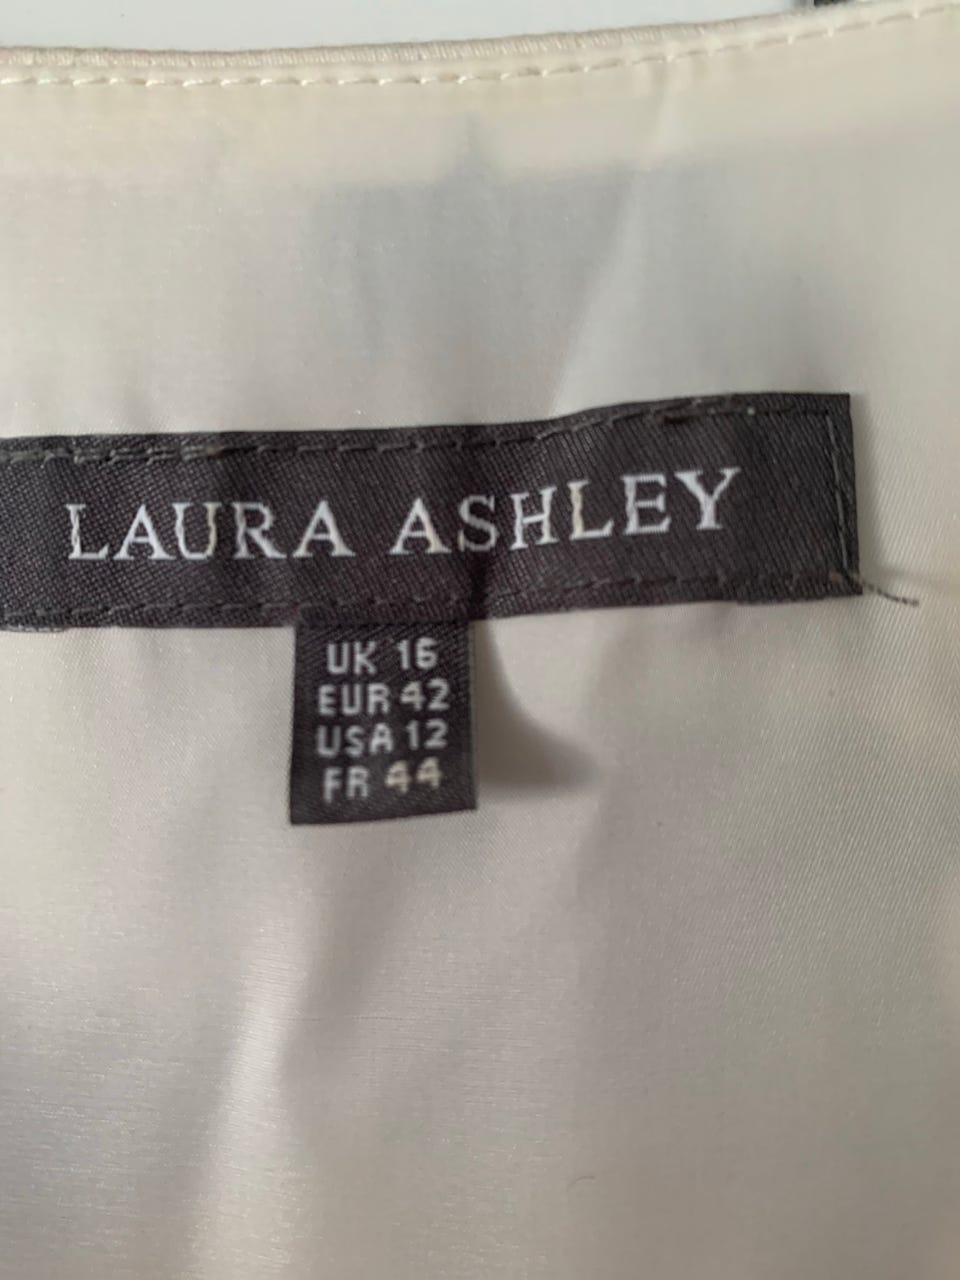 LAURA ASHLEY
UK 16
EUR 42
USA 12
FR 44